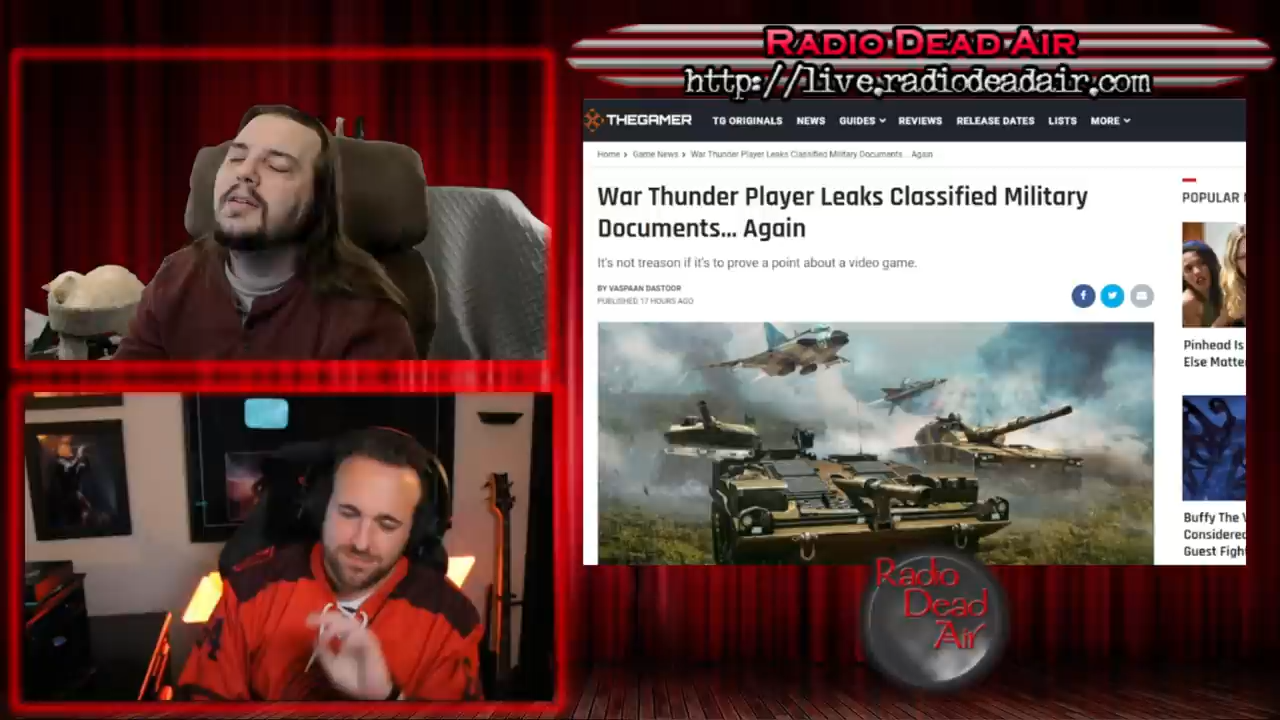 RADIO DEAD AIR
http://live.radiodeadair.com
THEGAMER TG ORIGINALS NEWS GUIDES REVIEWS RELEASE DATES LISTS MORE
Home > Game News > War Thunder Player Leaks Classified Military Documents... Again
War Thunder Player Leaks Classified Military
Documents... Again
It's not treason if it's to prove a point about a video game.
BY VASPAAN DASTOOR
PUBLISHED 17 HOURS AGO
POPULAR
Pinhead Is
Else Matte
Buffy The
Considered
Guest Figh
Radio
Dead
Air